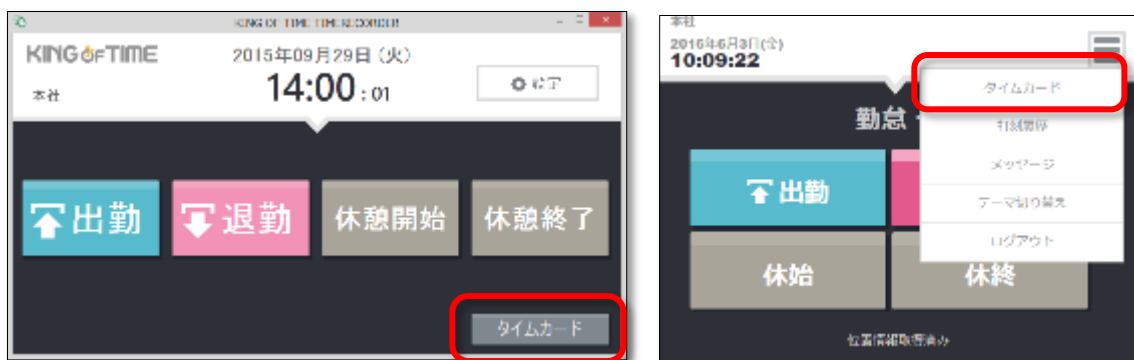 KING OF TIME TIMERECORDER
KING OF TIME
2015年09月29日 (火)
本社
14:00 : 01
設定
出勤
退勤
休憩開始
休憩終了
タイムカード
本社
2016年6月3日(金)
10:09:22
タイムカード
勤怠
打刻履歴
メッセージ
出勤
テーマ切り替え
ログアウト
休始
休終
位置情報取得済み